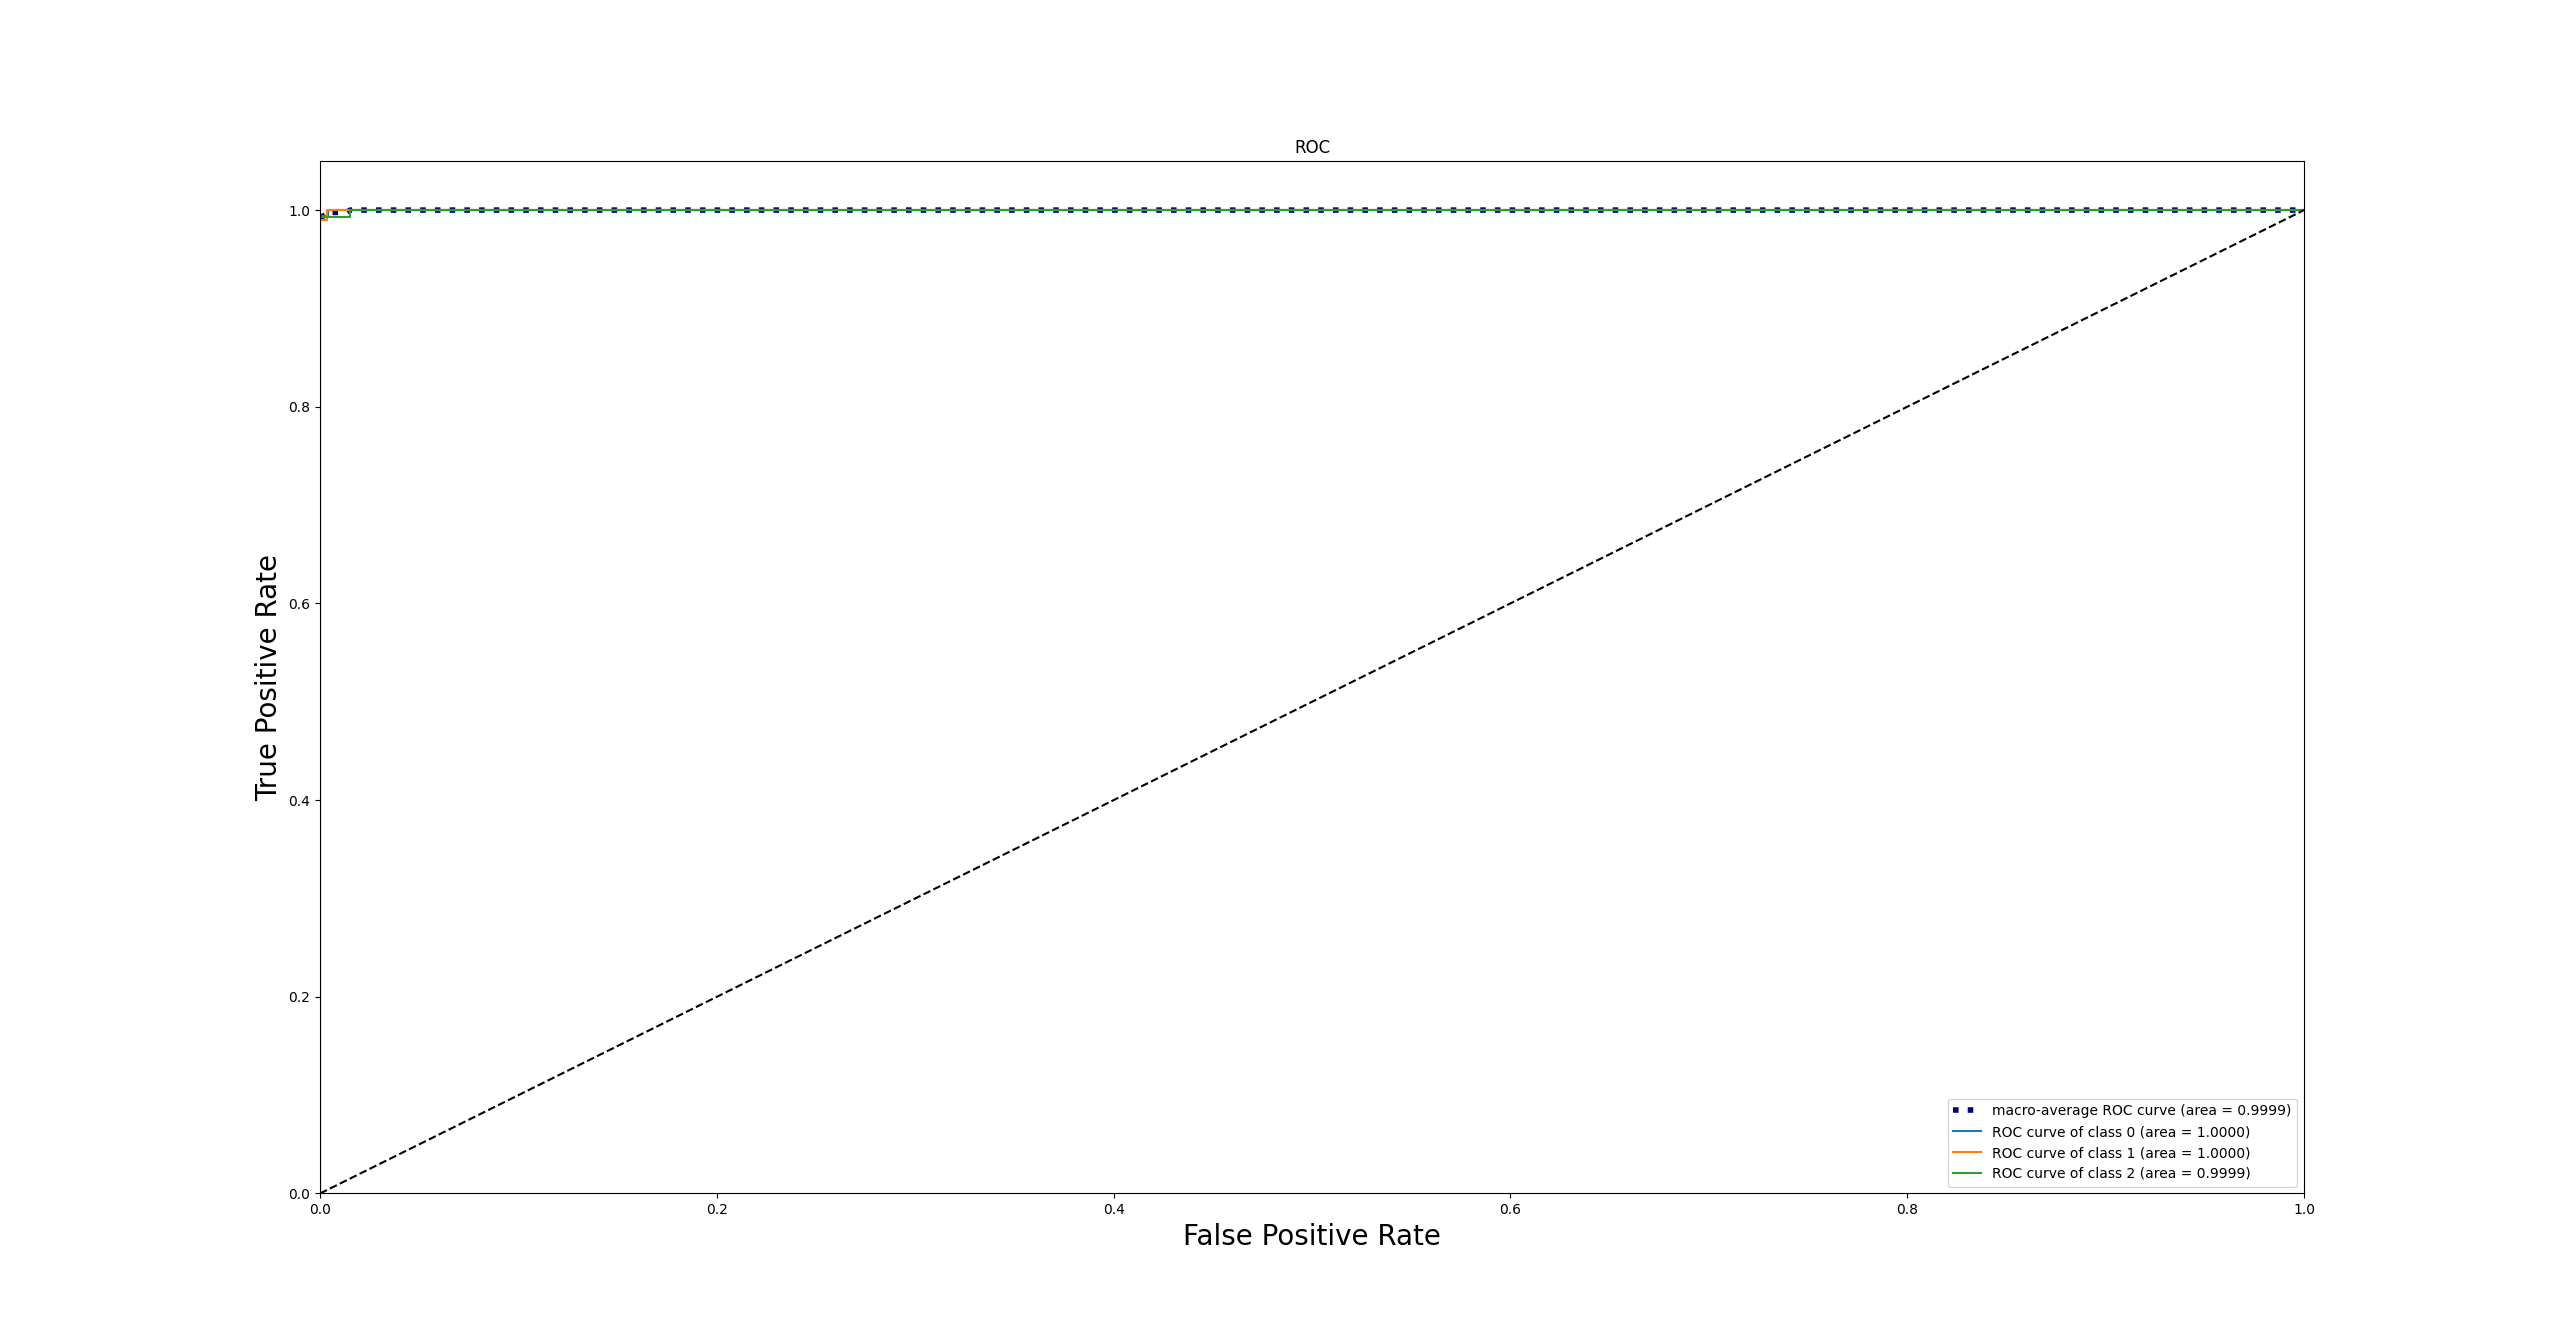 ROC
True Positive Rate
1.0
0.8
0.6
0.4
0.2
0.0
0.0 0.2 0.4 0.6 0.8 1.0
False Positive Rate
macro-average ROC curve (area = 0.9999)
ROC curve of class 0 (area = 1.0000)
ROC curve of class 1 (area = 1.0000)
ROC curve of class 2 (area = 0.9999)